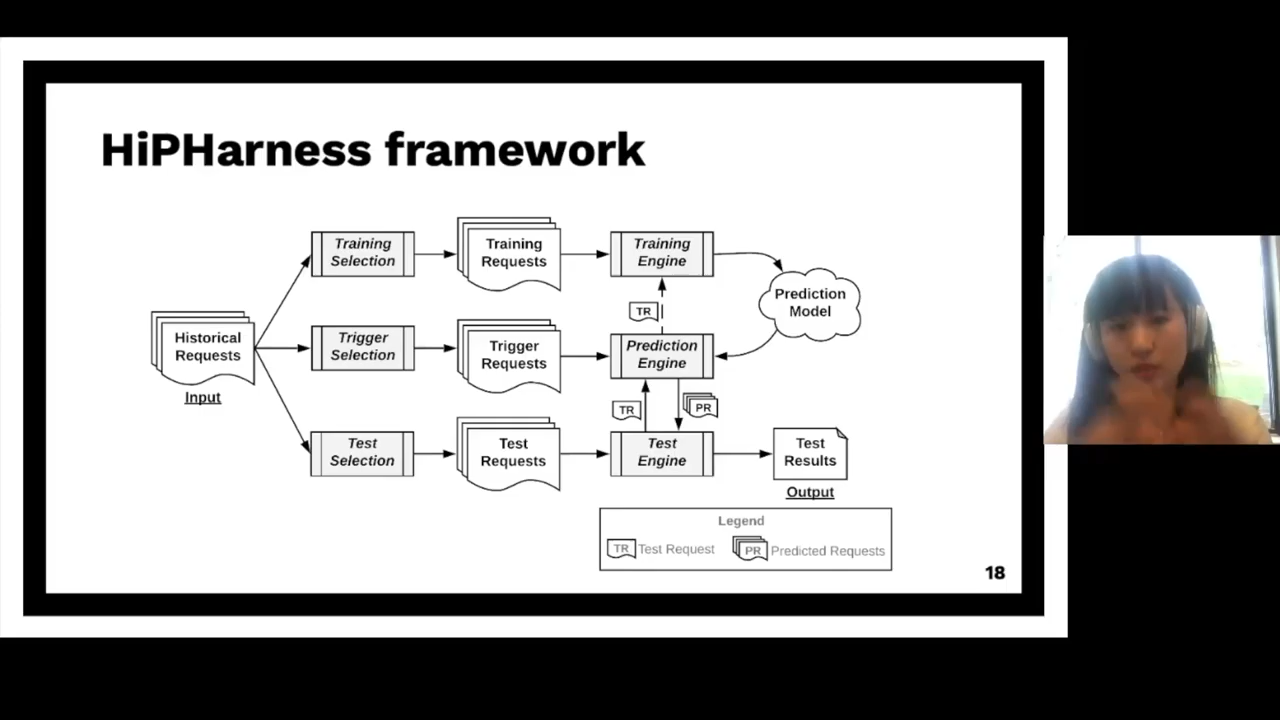 HiPHarness framework
Training
Selection
Training
Requests
Training
Engine
Prediction
Model
TR
Historical
Requests
Input
Trigger
Selection
Trigger
Requests
Prediction
Engine
TR
PR
Test
Selection
Test
Requests
Test
Engine
Test
Results
Output
Legend
TR Test Request
PR Predicted Requests
18